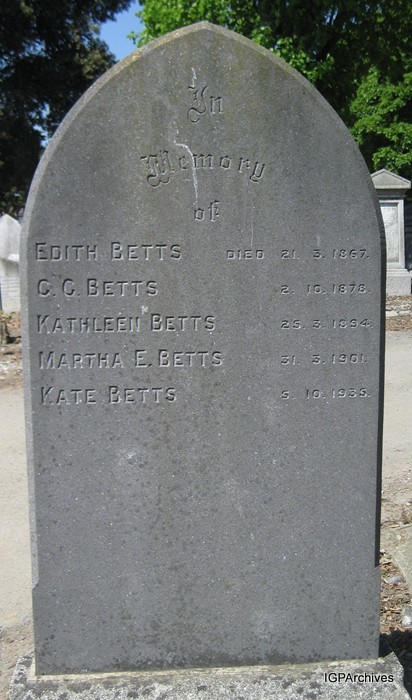 In
Memory
of
EDITH BETTS DIED 21. 3. 1867.
C. C. BETTS 2. 10. 1878.
KATHLEEN BETTS 25. 3. 1894.
MARTHA E. BETTS 31. 3. 1901.
KATE BETTS 5. 10. 1935.
IGPArchives